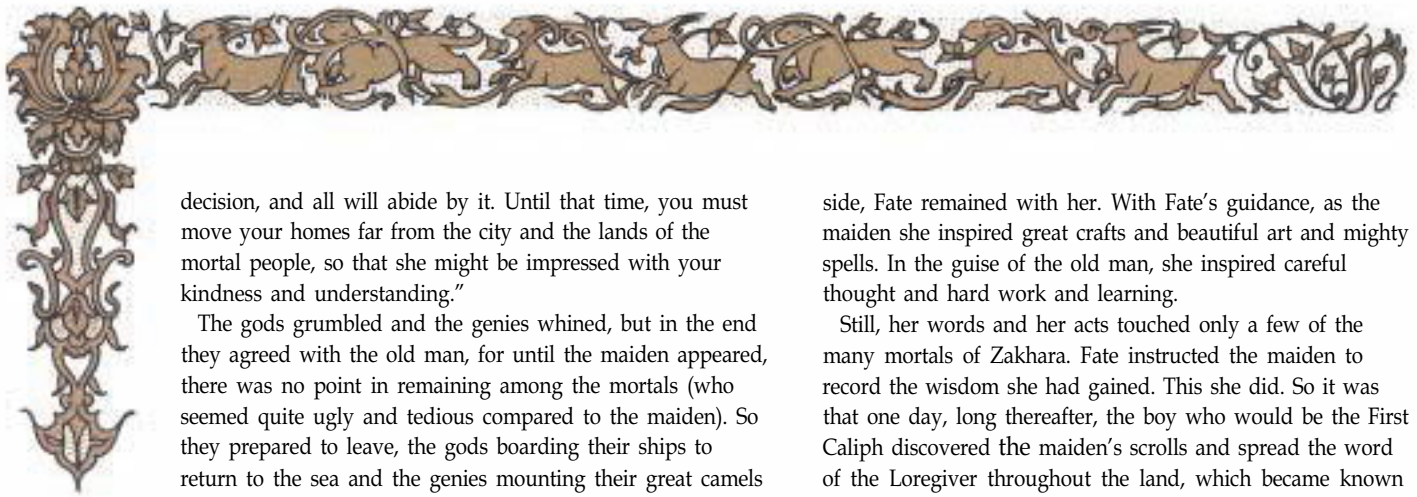 decision, and all will abide by it. Until that time, you must
move your homes far from the city and the lands of the
mortal people, so that she might be impressed with your
kindness and understanding.”
The gods grumbled and the genies whined, but in the end
they agreed with the old man, for until the maiden appeared,
there was no point in remaining among the mortals (who
seemed quite ugly and tedious compared to the maiden). So
they prepared to leave, the gods boarding their ships to
return to the sea and the genies mounting their great camels
side, Fate remained with her. With Fate’s guidance, as the
maiden she inspired great crafts and beautiful art and mighty
spells. In the guise of the old man, she inspired careful
thought and hard work and learning.
Still, her words and her acts touched only a few of the
many mortals of Zakhara. Fate instructed the maiden to
record the wisdom she had gained. This she did. So it was
that one day, long thereafter, the boy who would be the First
Caliph discovered the maiden’s scrolls and spread the word
of the Loregiver throughout the land, which became known